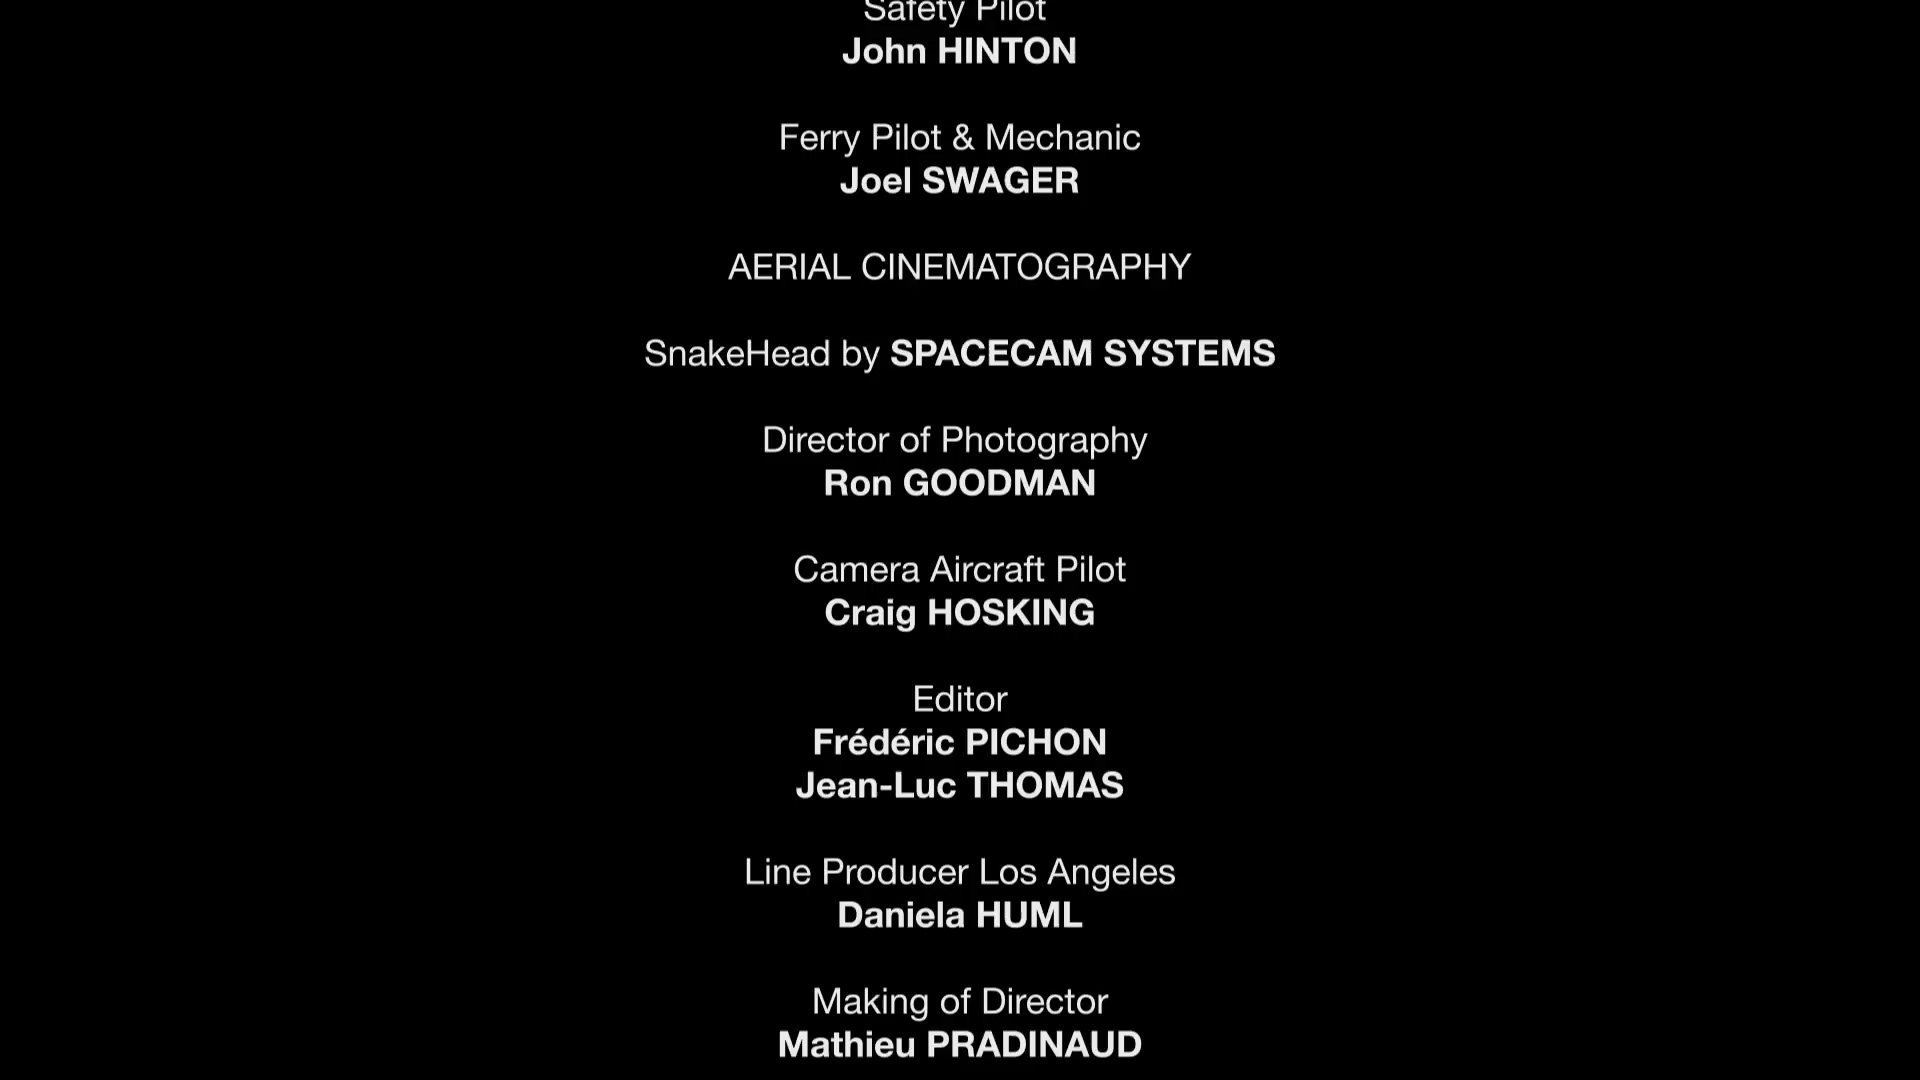 Safety Pilot
John HINTON
Ferry Pilot & Mechanic
Joel SWAGER
AERIAL CINEMATOGRAPHY
SnakeHead by SPACECAM SYSTEMS
Director of Photography
Ron GOODMAN
Camera Aircraft Pilot
Craig HOSKING
Editor
Frédéric PICHON
Jean-Luc THOMAS
Line Producer Los Angeles
Daniela HUML
Making of Director
Mathieu PRADINAUD